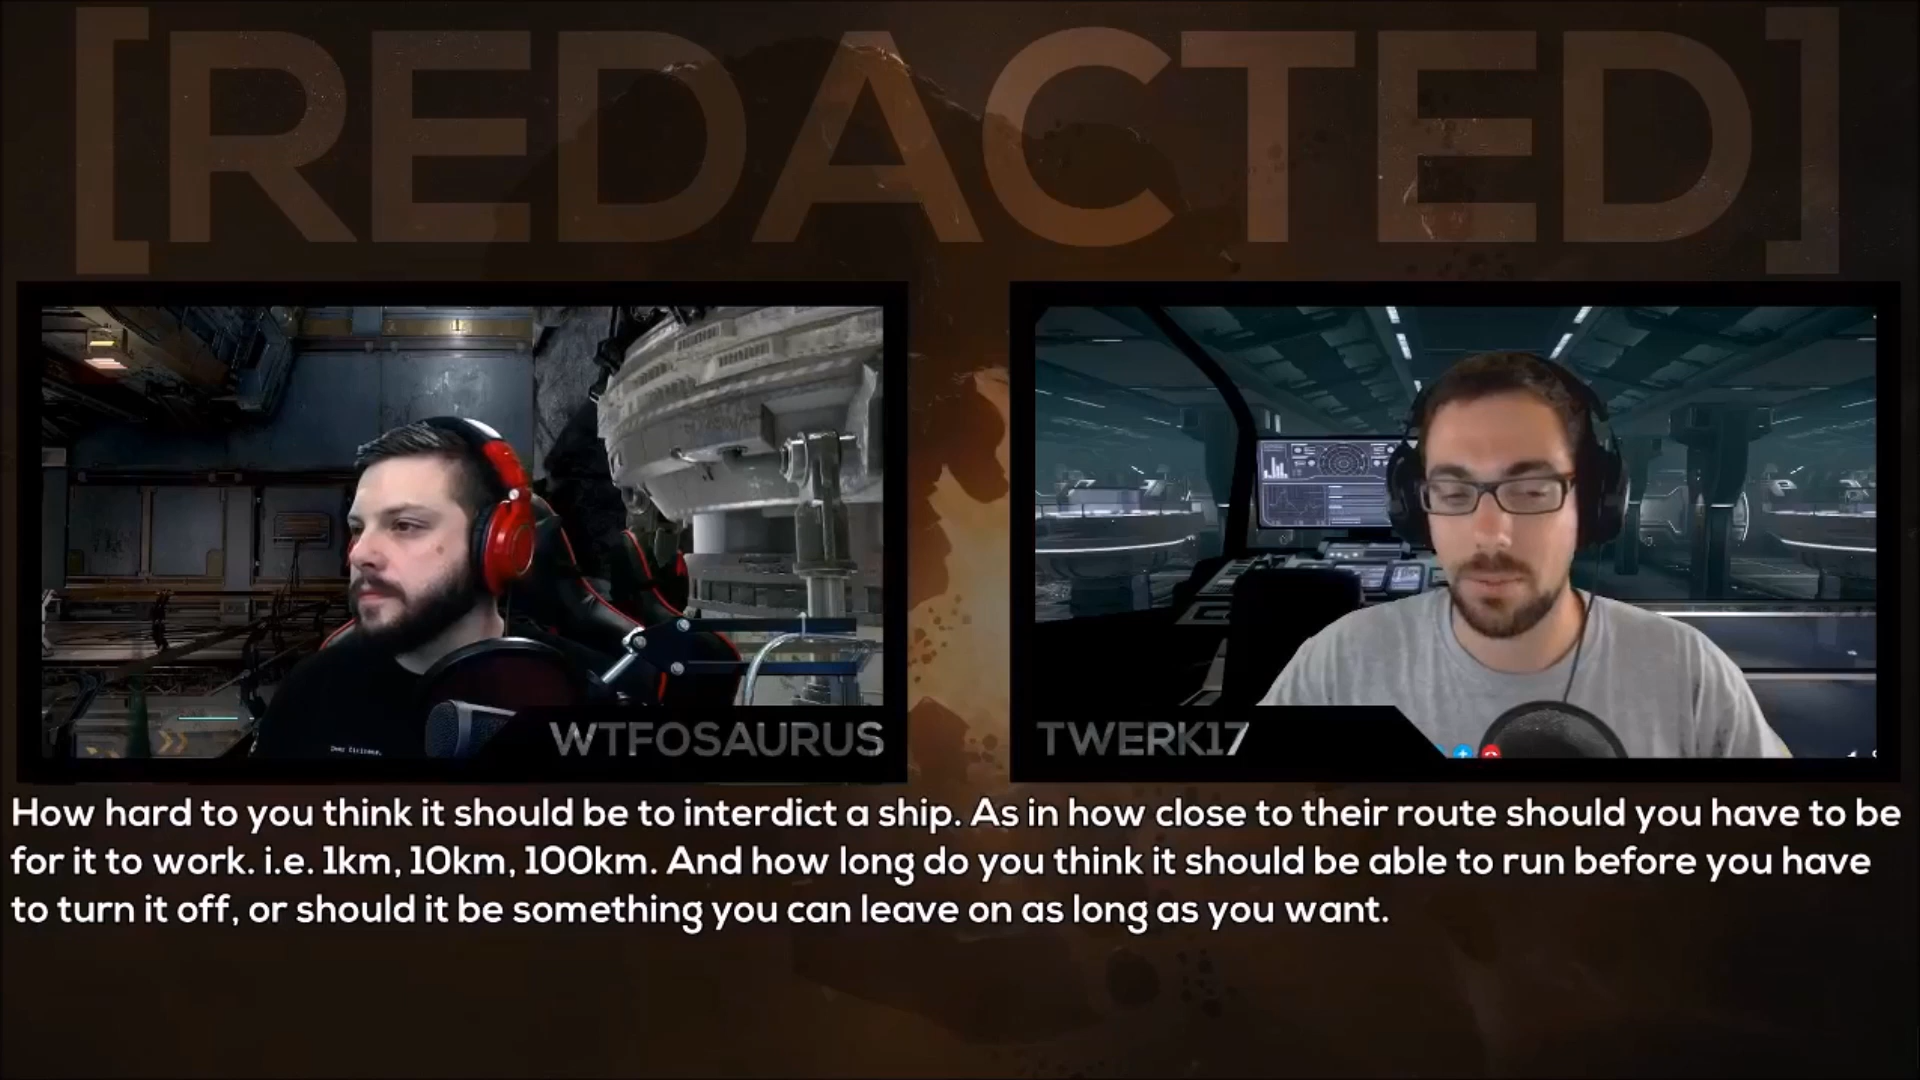 [REDACTED]
WTFOSAURUS
TWERK17
How hard to you think it should be to interdict a ship. As in how close to their route should you have to be
for it to work. i.e. 1km, 10km, 100km. And how long do you think it should be able to run before you have
to turn it off, or should it be something you can leave on as long as you want.